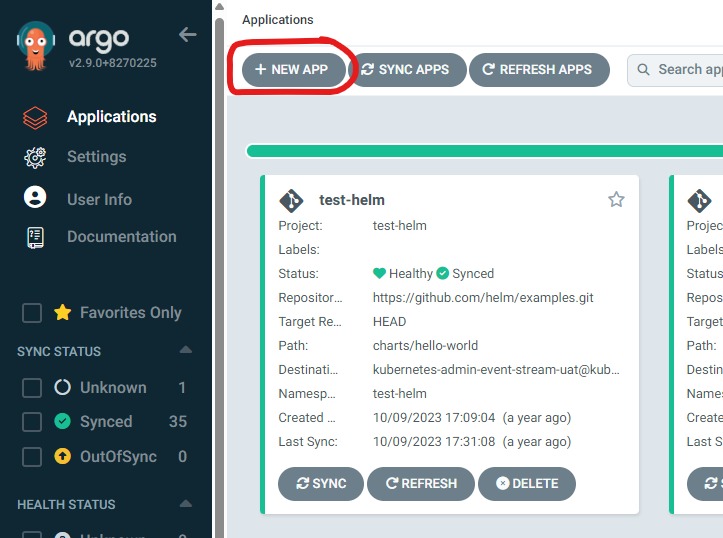 argo
v2.9.0+8270225
Applications
Settings
User Info
Documentation
Favorites Only
SYNC STATUS
Unknown 1
Synced 35
OutOfSync 0
HEALTH STATUS
Applications
+ NEW APP SYNC APPS REFRESH APPS Search app
test-helm
Project: test-helm
Labels:
Status: Healthy Synced
Repositor... https://github.com/helm/examples.git
Target Re... HEAD
Path: charts/hello-world
Destinati... kubernetes-admin-event-stream-uat@kub...
Namesp... test-helm
Created ... 10/09/2023 17:09:04 (a year ago)
Last Sync: 10/09/2023 17:31:08 (a year ago)
SYNC REFRESH DELETE
Projec
Labels
Status
Reposi
Target
Path:
Destin
Names
Create
Last S